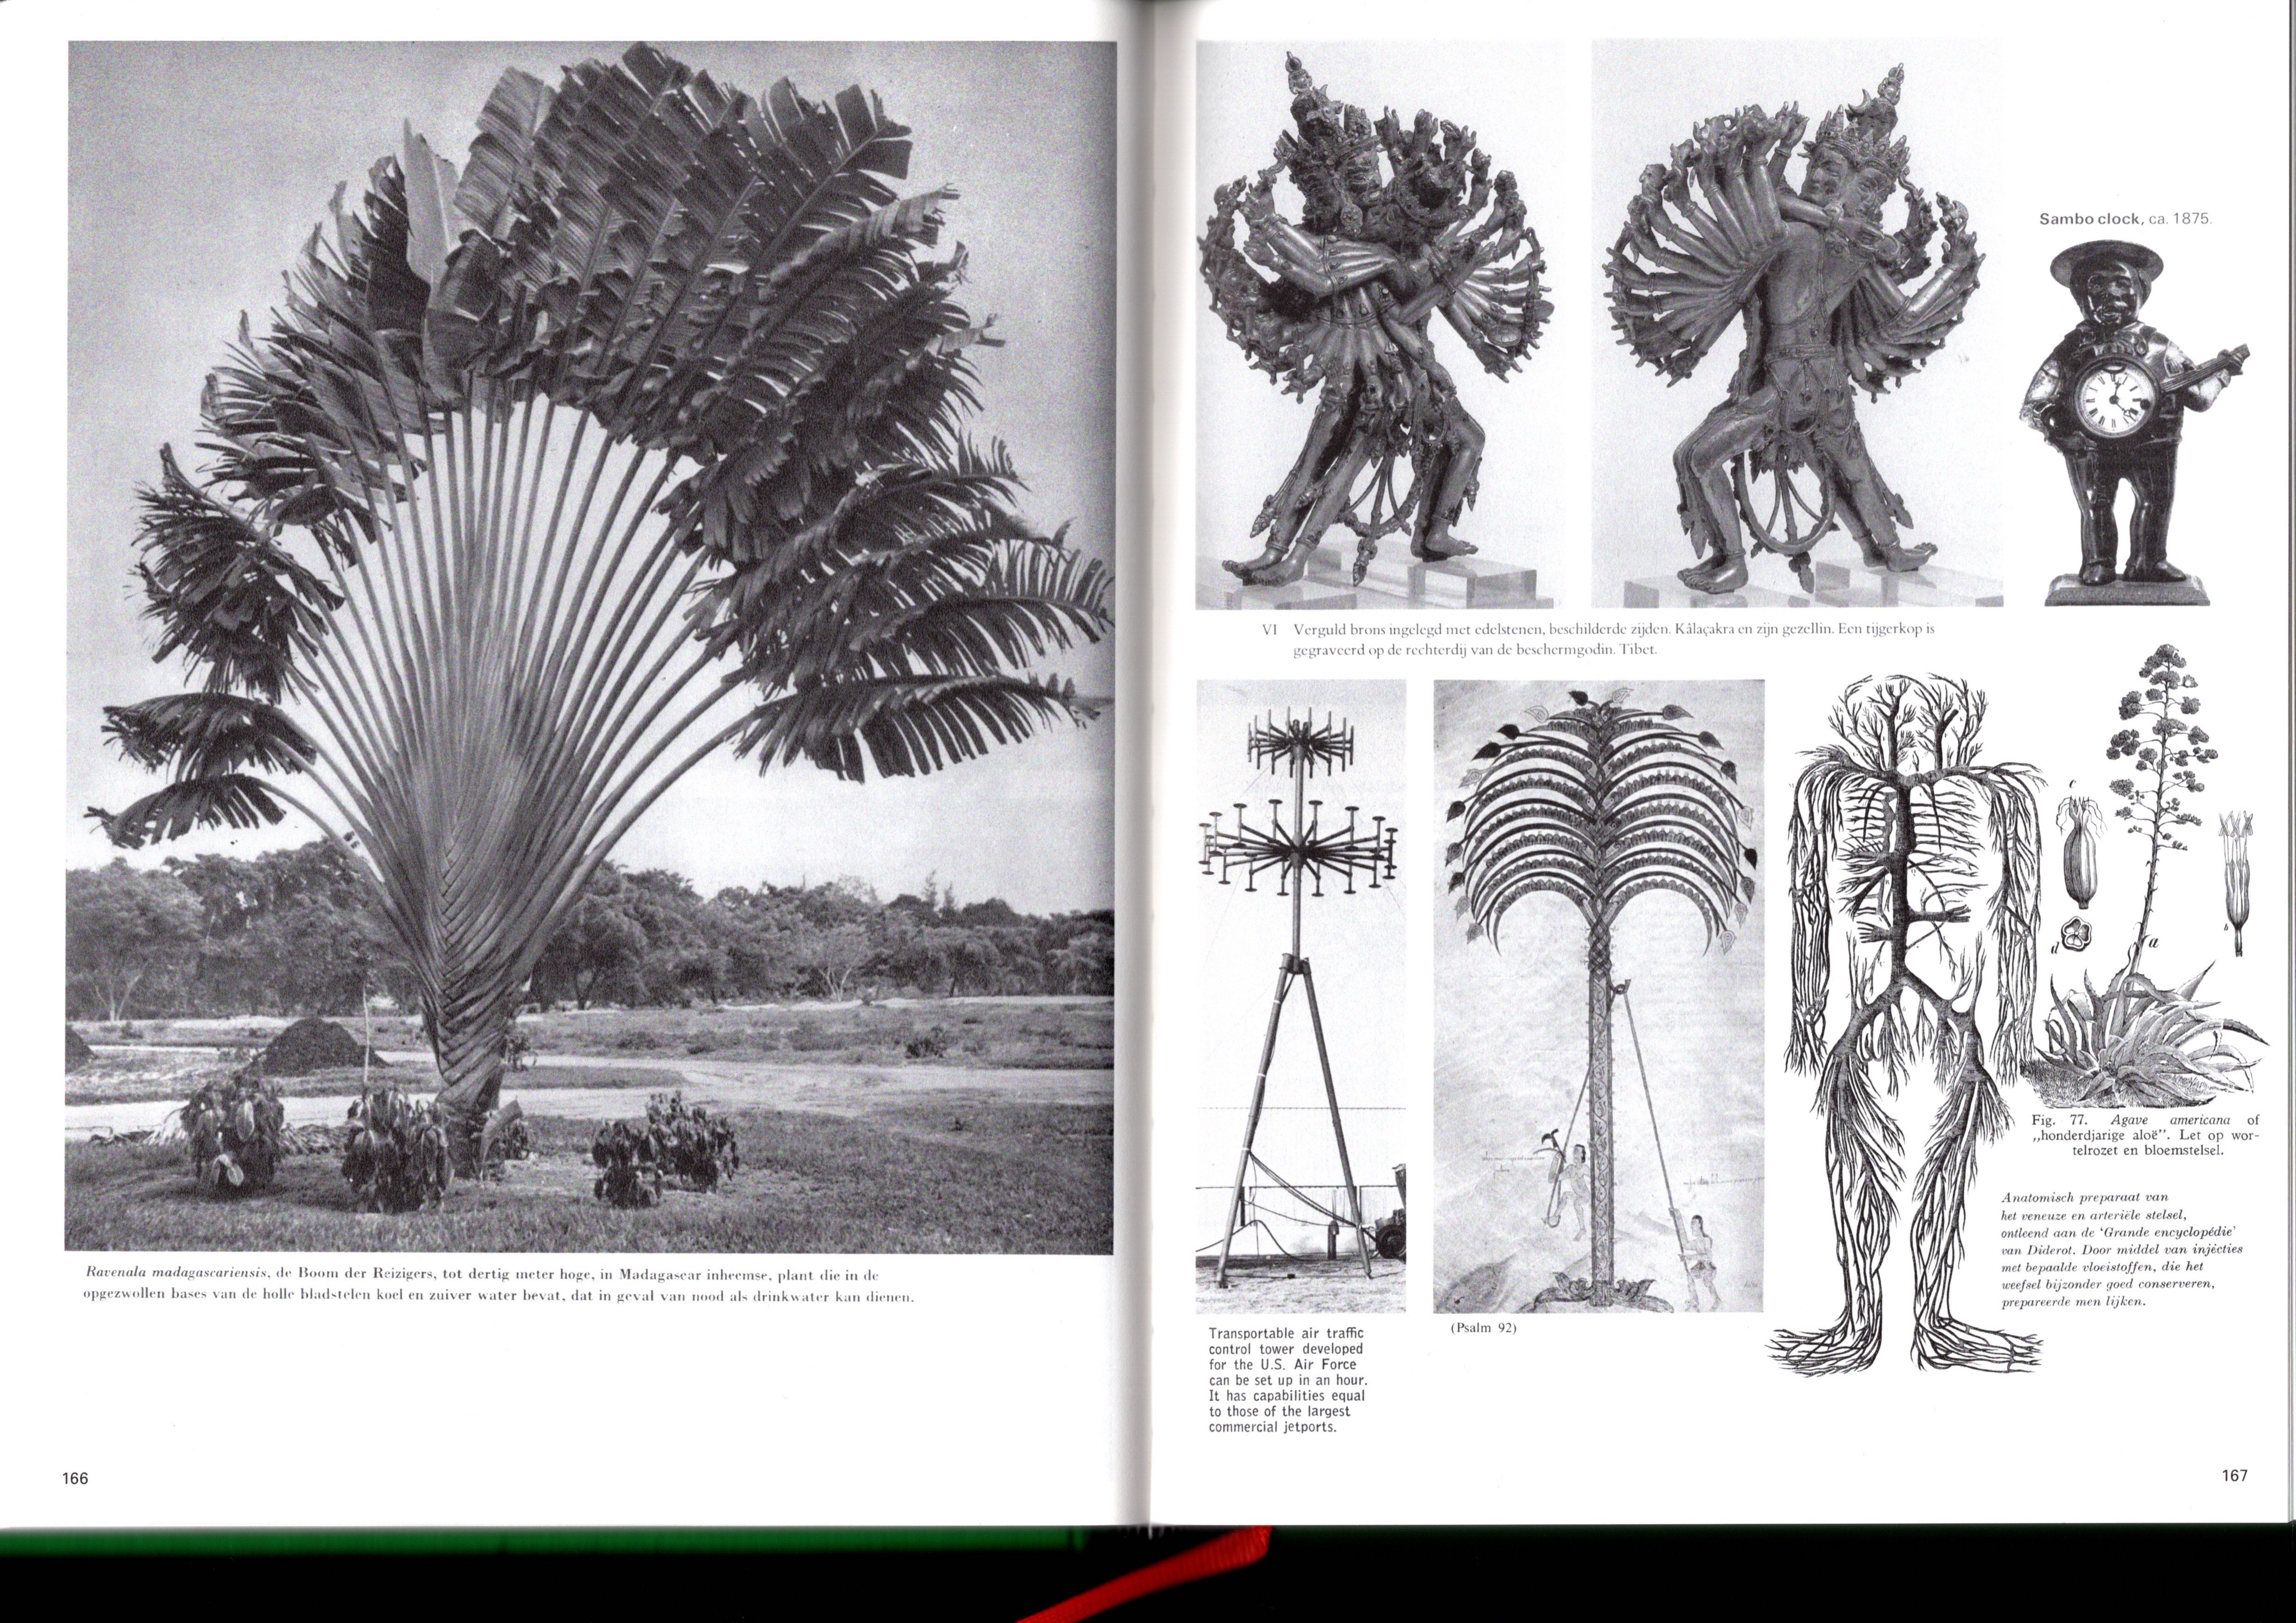 Ravenala madagascariensis, de Boom der Reizigers, tot dertig meter hoge, in Madagascar inheemse, plant die in de
opgezwollen bases van de holle bladstelen koel en zuiver water bevat, dat in geval van nood als drinkwater kan dienen.
166
Sambo clock, ca. 1875.
VI Verguld brons ingelegd met edelstenen, beschilderde zijden. Kâlaçakra en zijn gezellin. Een tijgerkop is
gegraveerd op de rechterdij van de beschermgodin. Tibet.
Transportable air traffic
control tower developed
for the U.S. Air Force
can be set up in an hour.
It has capabilities equal
to those of the largest
commercial jetports.
(Psalm 92)
c
d
a
b
Fig. 77. Agave americana of
„honderdjarige aloë”. Let op wor-
telrozet en bloemstelsel.
Anatomisch preparaat van
het veneuze en arteriële stelsel,
ontleend aan de ‘Grande encyclopédie’
van Diderot. Door middel van injécties
met bepaalde vloeistoffen, die het
weefsel bijzonder goed conserveren,
prepareerde men lijken.
167